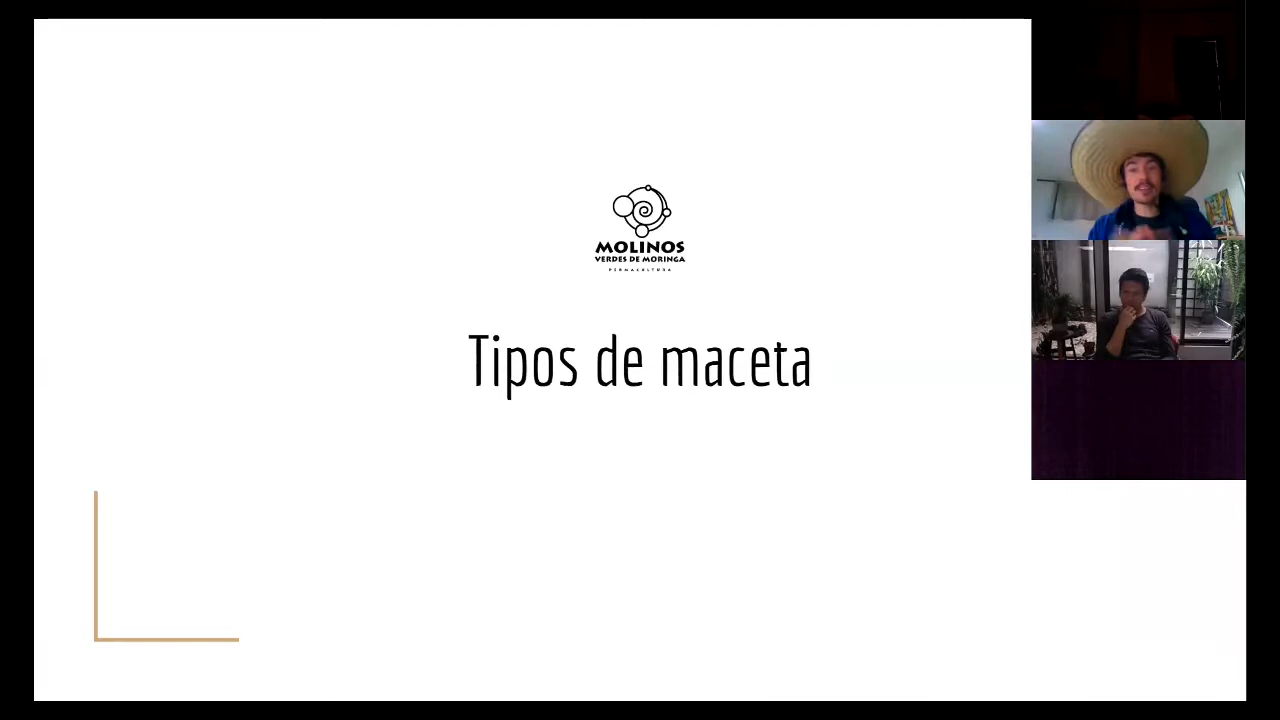 MOLINOS
VERDES DE MORINGA
PERMACULTURA
Tipos de maceta